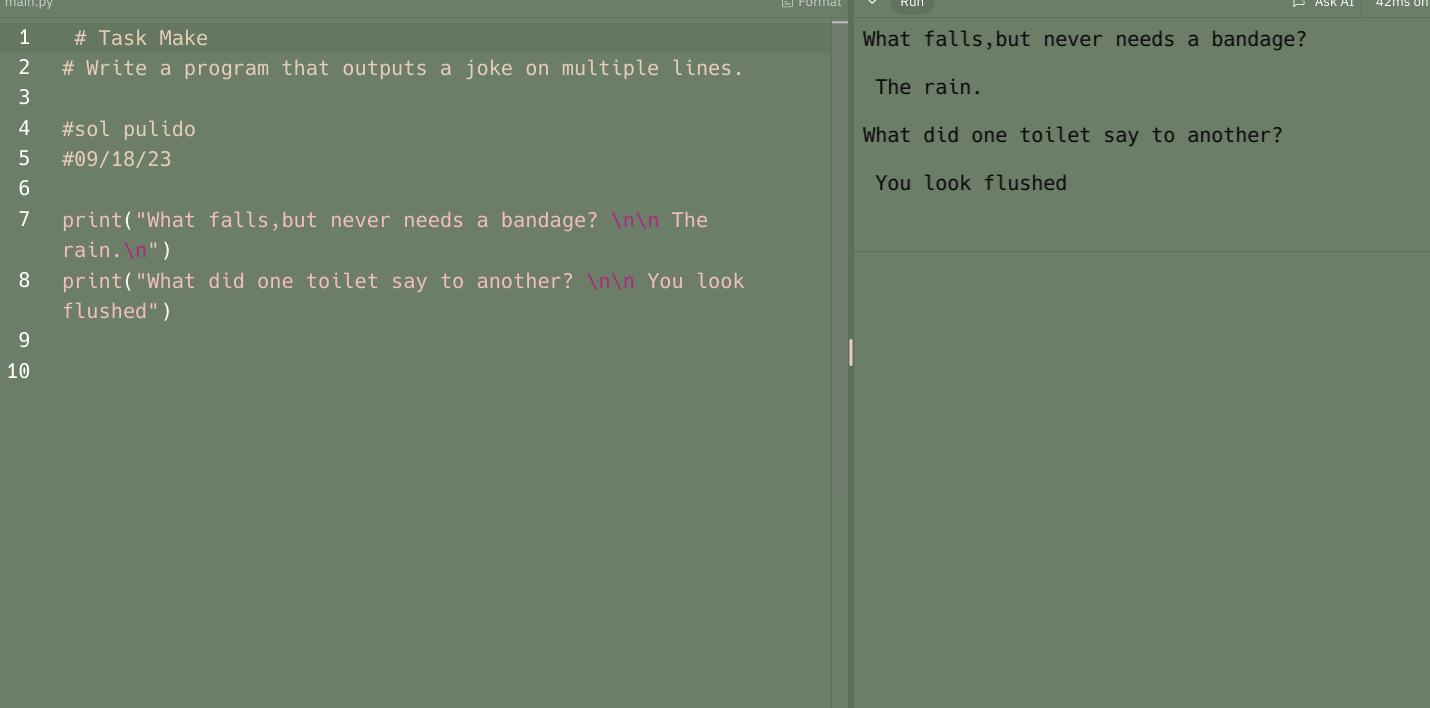 main.py
Format
1 # Task Make
2 # Write a program that outputs a joke on multiple lines.
3
4 #sol pulido
5 #09/18/23
6
7 print("What falls,but never needs a bandage? \n\n The
rain.\n")
8 print("What did one toilet say to another? \n\n You look
flushed")
9
10
Run
Ask AI
42ms on
What falls,but never needs a bandage?
The rain.
What did one toilet say to another?
You look flushed